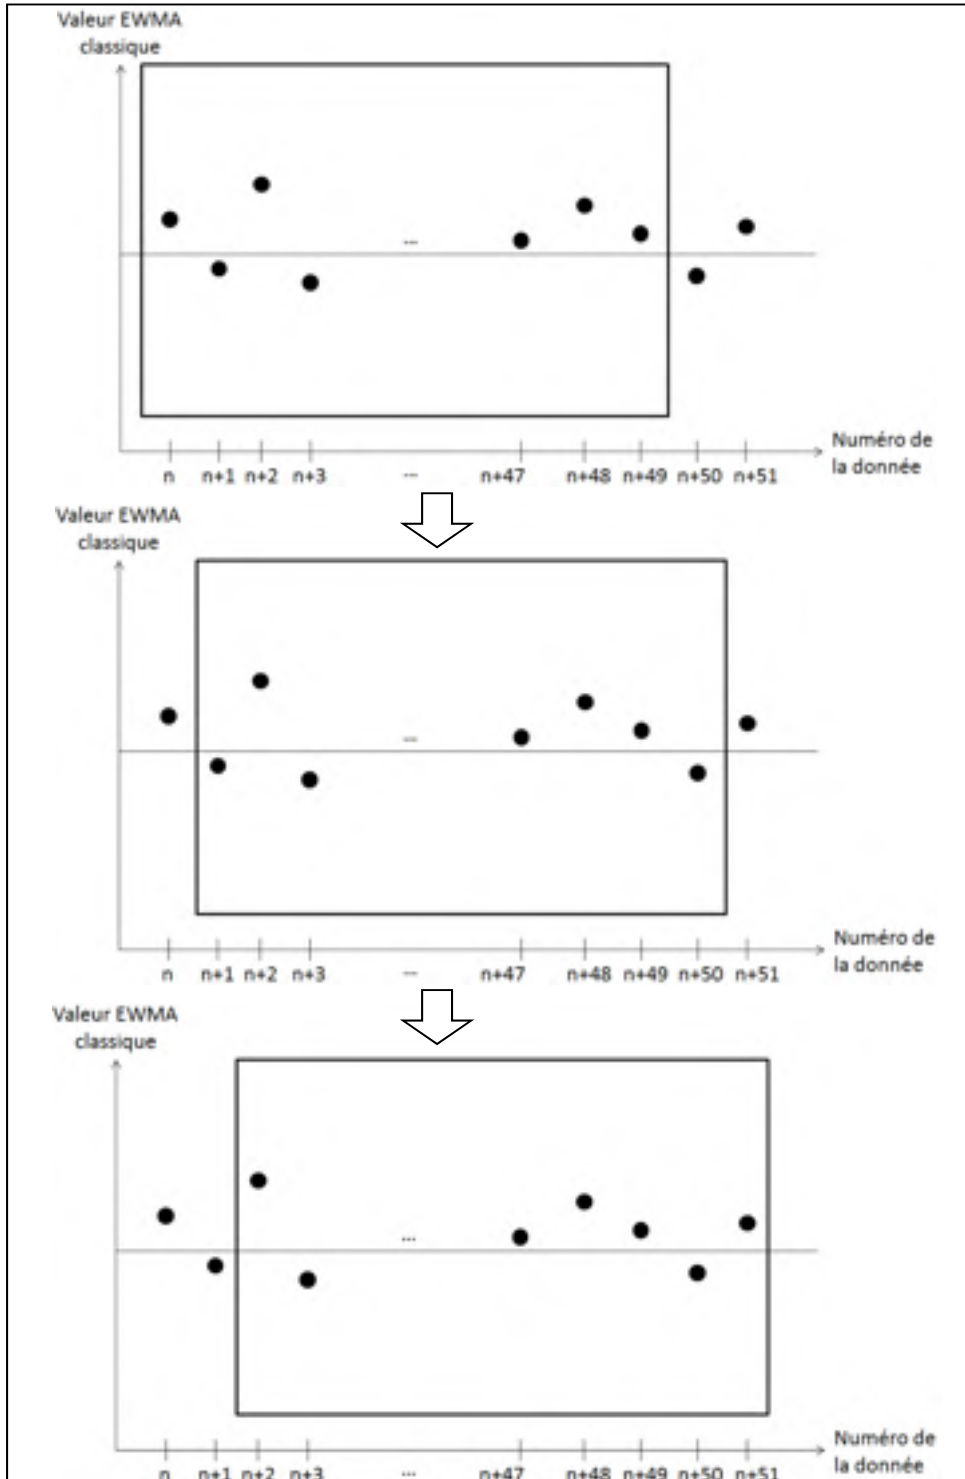 Valeur EWMA
classique
...
Numéro de
la donnée
n n+1 n+2 n+3 ... n+47 n+48 n+49 n+50 n+51
Valeur EWMA
classique
...
Numéro de
la donnée
n n+1 n+2 n+3 ... n+47 n+48 n+49 n+50 n+51
Valeur EWMA
classique
...
Numéro de
la donnée
n n+1 n+2 n+3 ... n+47 n+48 n+49 n+50 n+51